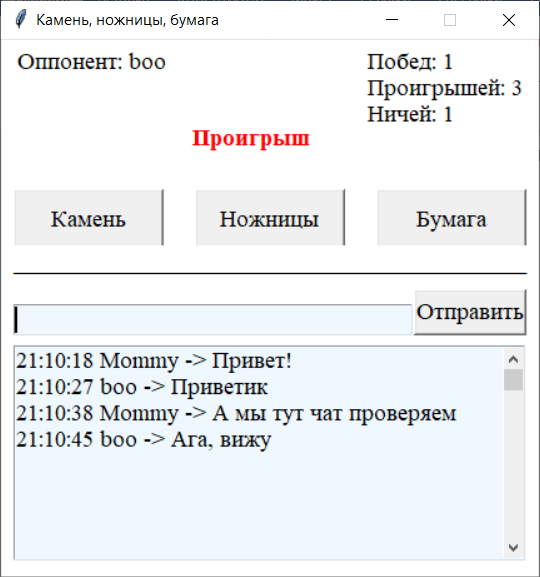 Камень, ножницы, бумага
Оппонент: boo
Побед: 1
Проигрышей: 3
Ничей: 1
Проигрыш
Камень
Ножницы
Бумага
Отправить
21:10:18 Mommy -> Привет!
21:10:27 boo -> Приветик
21:10:38 Mommy -> А мы тут чат проверяем
21:10:45 boo -> Ага, вижу